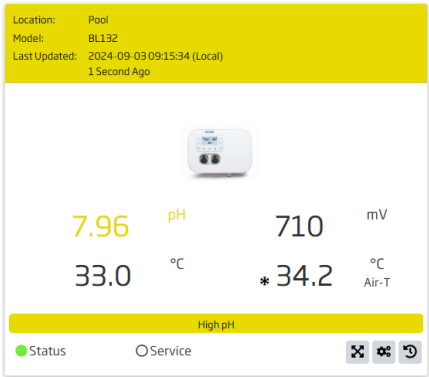 Location: Pool
Model: BL132
Last Updated: 2024-09-03 09:15:34 (Local)
1 Second Ago
7.96 pH
710 mV
33.0 °C
* 34.2 °C
Air-T
High pH
Status
Service